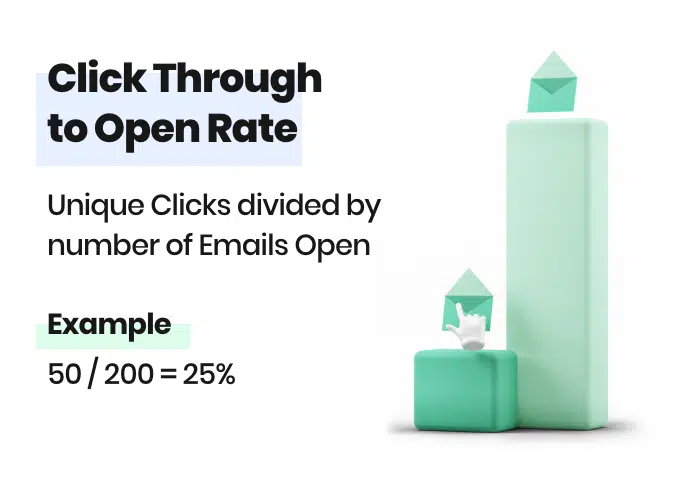 Click Through
to Open Rate
Unique Clicks divided by
number of Emails Open
Example
50 / 200 = 25%